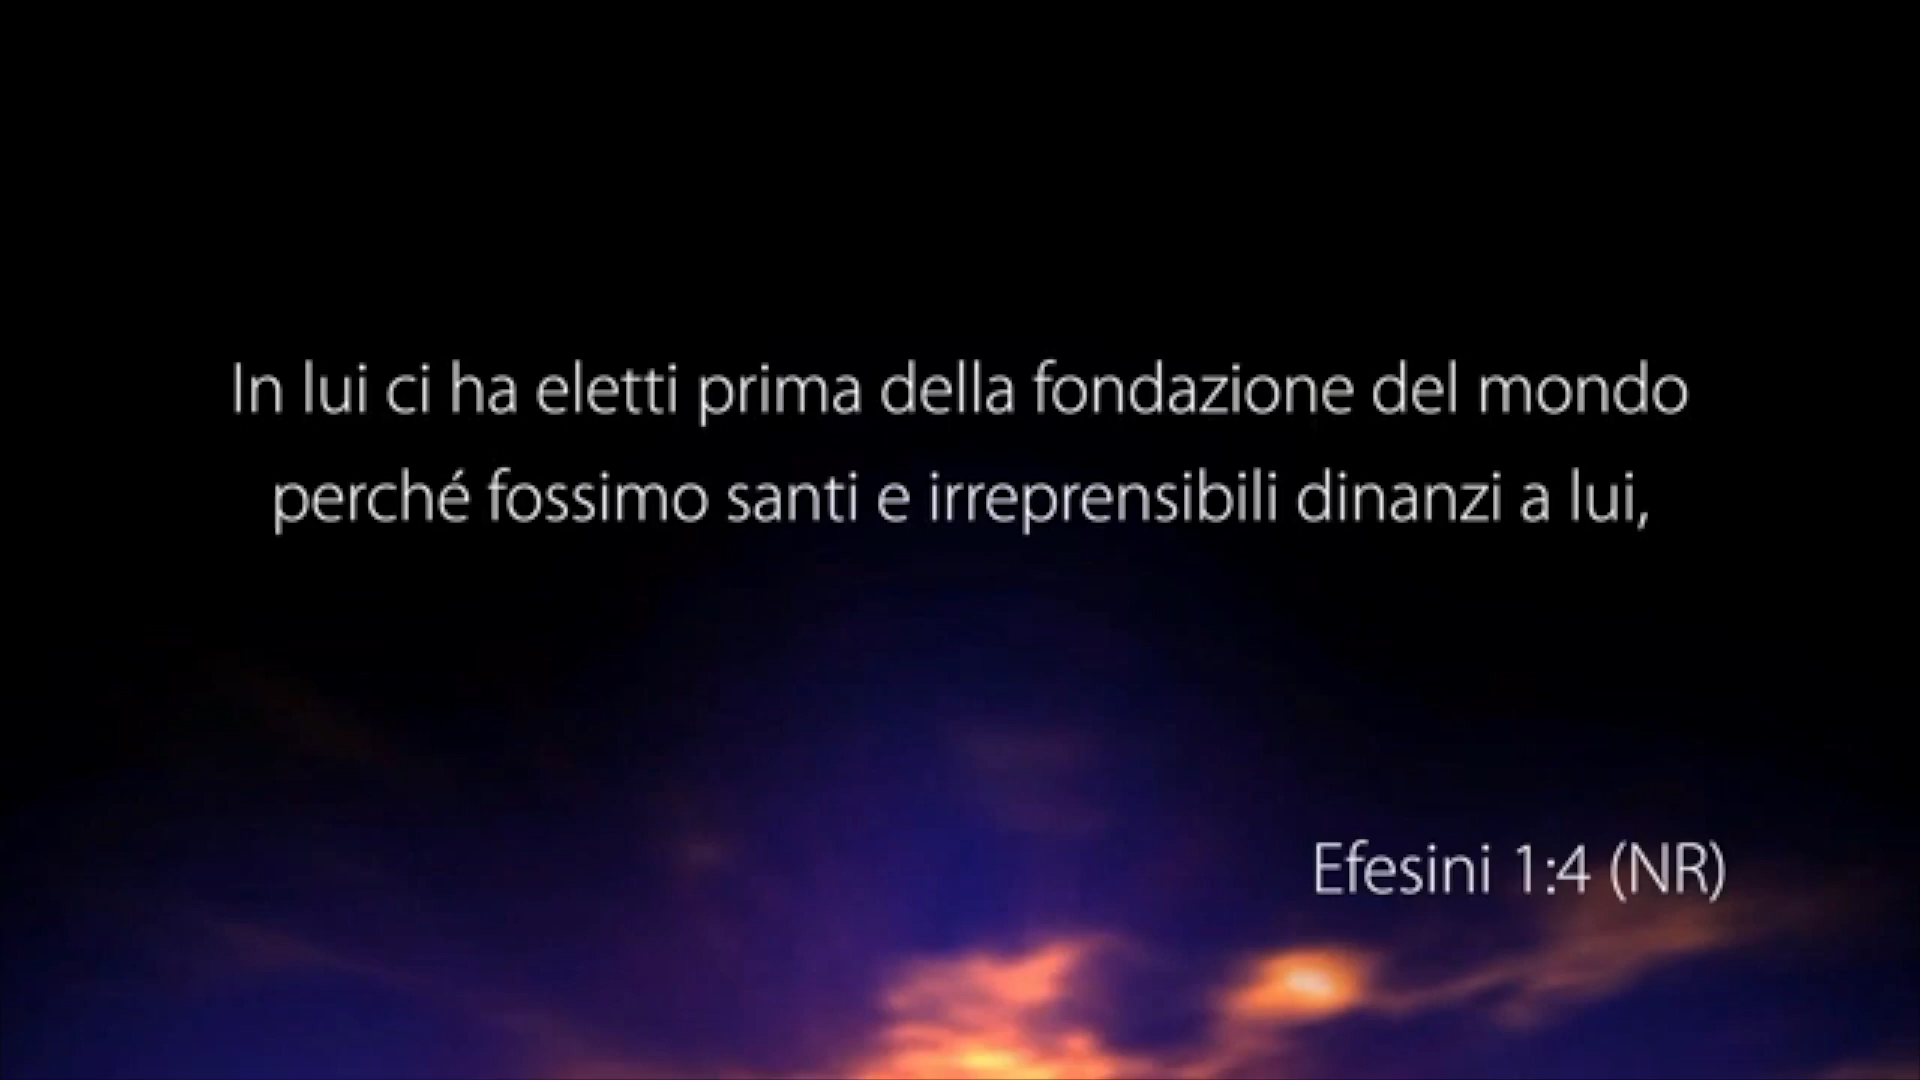 In lui ci ha eletti prima della fondazione del mondo
perché fossimo santi e irreprensibili dinanzi a lui,
Efesini 1:4 (NR)